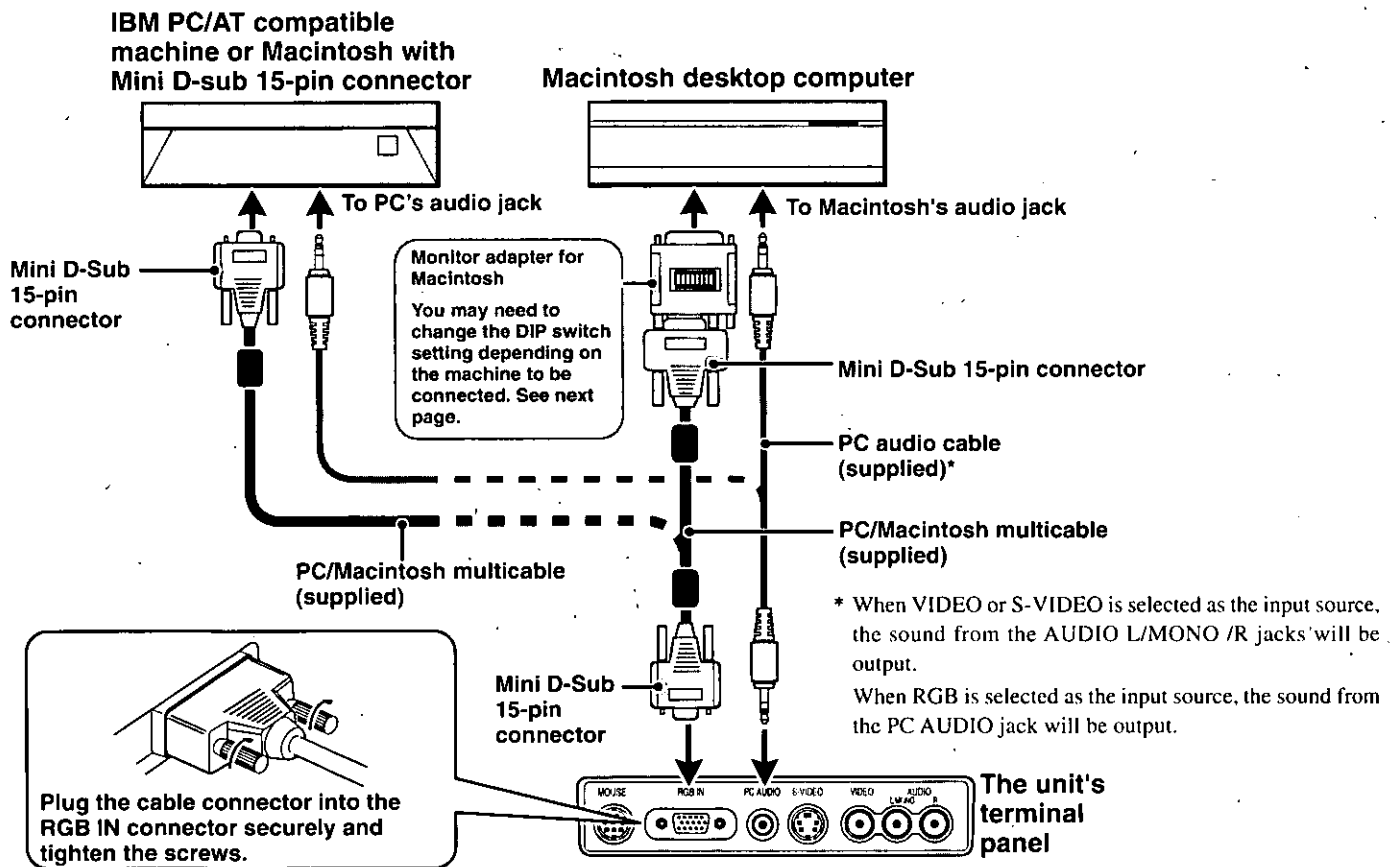 IBM PC/AT compatible
machine or Macintosh with
Mini D-sub 15-pin connector
Macintosh desktop computer
To PC's audio jack
To Macintosh's audio jack
Mini D-Sub
15-pin
connector
Monitor adapter for
Macintosh
You may need to
change the DIP switch
setting depending on
the machine to be
connected. See next
page.
Mini D-Sub 15-pin connector
PC audio cable
(supplied)*
PC/Macintosh multicable
(supplied)
PC/Macintosh multicable
(supplied)
* When VIDEO or S-VIDEO is selected as the input source,
the sound from the AUDIO L/MONO /R jacks will be
output.
When RGB is selected as the input source, the sound from
the PC AUDIO jack will be output.
Mini D-Sub
15-pin
connector
Plug the cable connector into the
RGB IN connector securely and
tighten the screws.
MOUSE RGB IN PC AUDIO S-VIDEO VIDEO AUDIO
L/MONO R
The unit's
terminal
panel